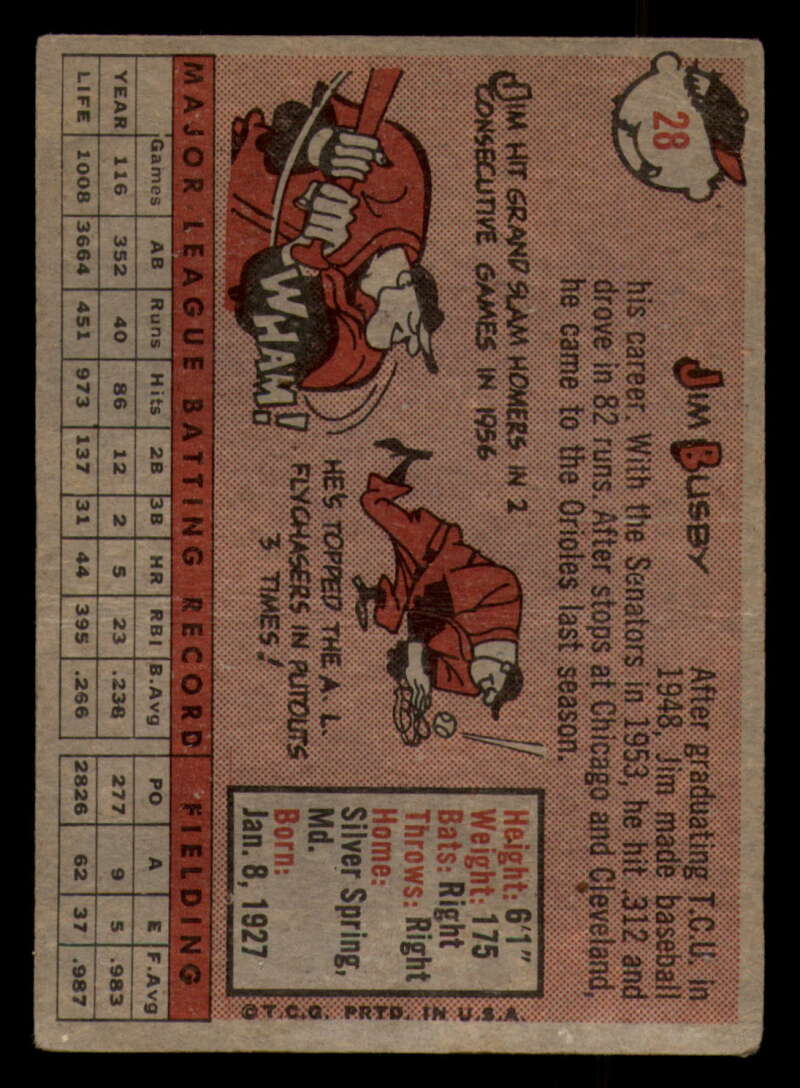 28
JIM BUSBY
After graduating T.C.U. in
1948, Jim made baseball
his career. With the Senators in 1953, he hit .312 and
drove in 82 runs. After stops at Chicago and Cleveland,
he came to the Orioles last season.
JIM HIT GRAND SLAM HOMERS IN 2
CONSECUTIVE GAMES IN 1956
WHAM!
HE'S TOPPED THE A.L.
FLYCHASERS IN PUTOUTS
3 TIMES!
Height: 6'1"
Weight: 175
Bats: Right
Throws: Right
Home:
Silver Spring,
Md.
Born:
Jan. 8, 1927
©T.C.G. PRTD. IN U.S.A.
MAJOR LEAGUE BATTING RECORD FIELDING
Games AB Runs Hits 2B 3B HR RBI B.Avg PO A E F.Avg
YEAR 116 352 40 86 12 2 5 23 .238 277 9 5 .983
LIFE 1008 3664 451 973 137 31 44 395 .266 2826 62 37 .987